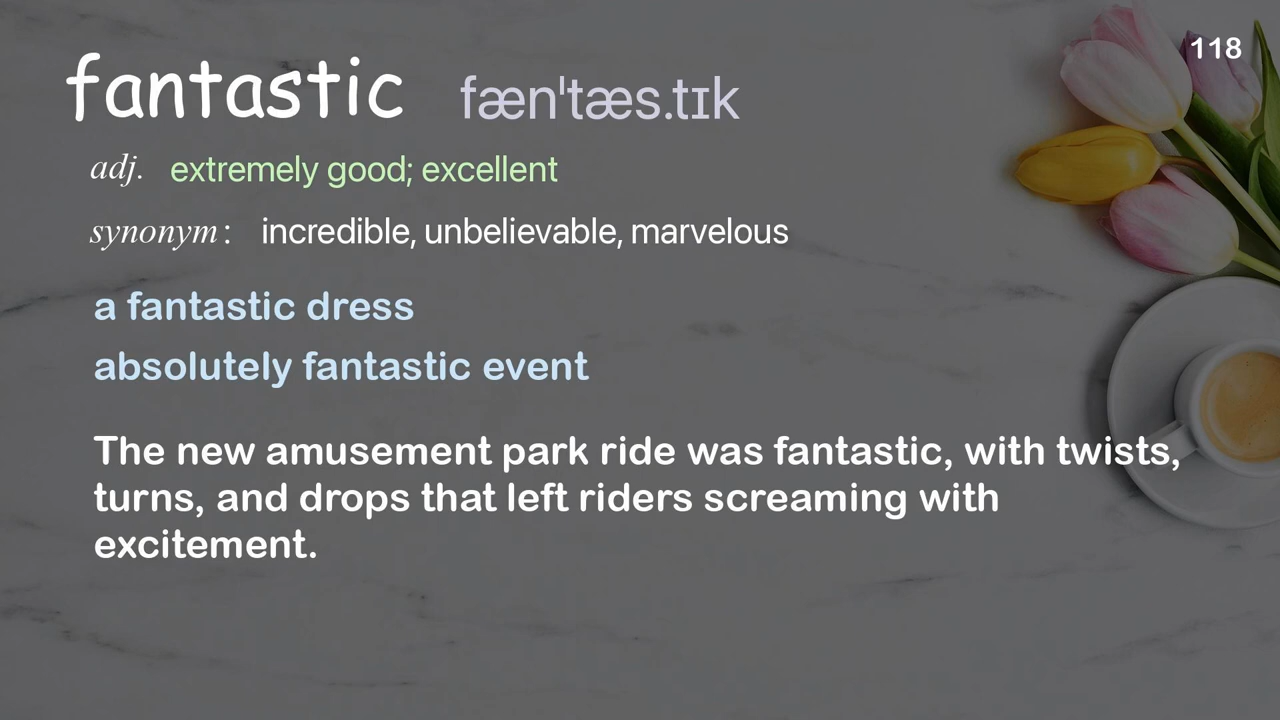 118
fantastic fæn'tæs.tɪk
adj. extremely good; excellent
synonym: incredible, unbelievable, marvelous
a fantastic dress
absolutely fantastic event
The new amusement park ride was fantastic, with twists,
turns, and drops that left riders screaming with
excitement.